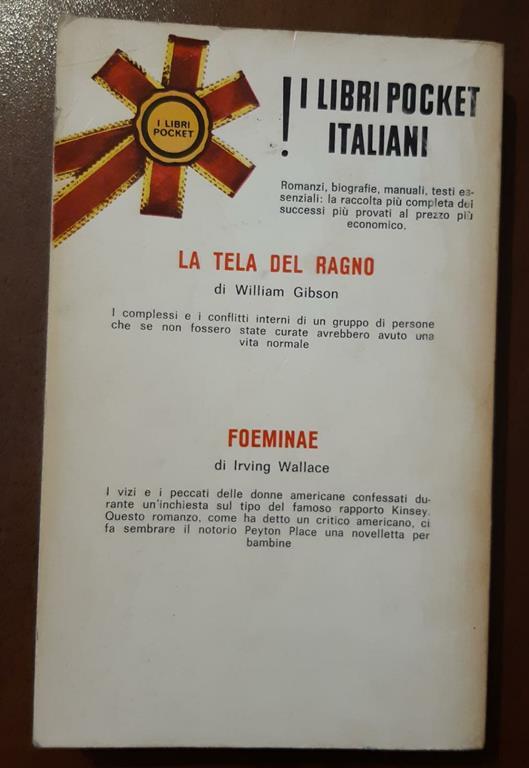 I LIBRI
POCKET
! I LIBRI POCKET
ITALIANI
Romanzi, biografie, manuali, testi es-
senziali: la raccolta più completa dei
successi più provati al prezzo più
economico.
LA TELA DEL RAGNO
di William Gibson
I complessi e i conflitti interni di un gruppo di persone
che se non fossero state curate avrebbero avuto una
vita normale
FOEMINAE
di Irving Wallace
I vizi e i peccati delle donne americane confessati du-
rante un'inchiesta sul tipo del famoso rapporto Kinsey.
Questo romanzo, come ha detto un critico americano, ci
fa sembrare il notorio Peyton Place una novelletta per
bambine